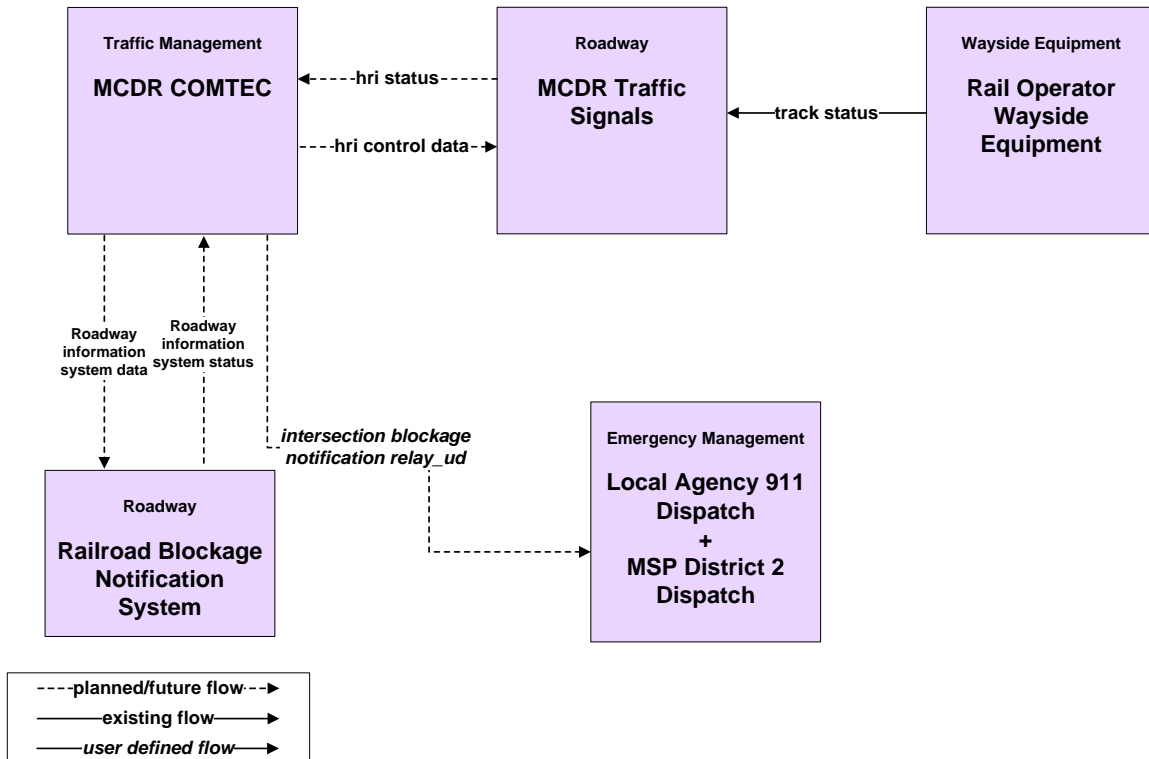 Traffic Management
MCDR COMTEC
hri status
hri control data
Roadway
MCDR Traffic
Signals
track status
Wayside Equipment
Rail Operator
Wayside
Equipment
Roadway
information
system data
Roadway
information
system status
intersection blockage
notification relay_ud
Roadway
Railroad Blockage
Notification
System
Emergency Management
Local Agency 911
Dispatch
+
MSP District 2
Dispatch
planned/future flow
existing flow
user defined flow